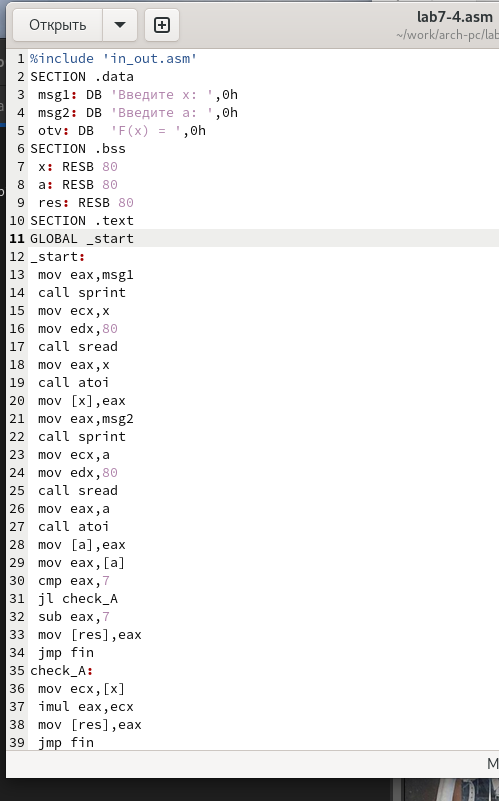 Открыть
lab7-4.asm
~/work/arch-pc/lab
1 %include 'in_out.asm'
2 SECTION .data
3 msg1: DB 'Введите x: ',0h
4 msg2: DB 'Введите a: ',0h
5 otv: DB  'F(x) = ',0h
6 SECTION .bss
7 x: RESB 80
8 a: RESB 80
9 res: RESB 80
10 SECTION .text
11 GLOBAL _start
12 _start:
13 mov eax,msg1
14 call sprint
15 mov ecx,x
16 mov edx,80
17 call sread
18 mov eax,x
19 call atoi
20 mov [x],eax
21 mov eax,msg2
22 call sprint
23 mov ecx,a
24 mov edx,80
25 call sread
26 mov eax,a
27 call atoi
28 mov [a],eax
29 mov eax,[a]
30 cmp eax,7
31 jl check_A
32 sub eax,7
33 mov [res],eax
34 jmp fin
35 check_A:
36 mov ecx,[x]
37 imul eax,ecx
38 mov [res],eax
39 jmp fin